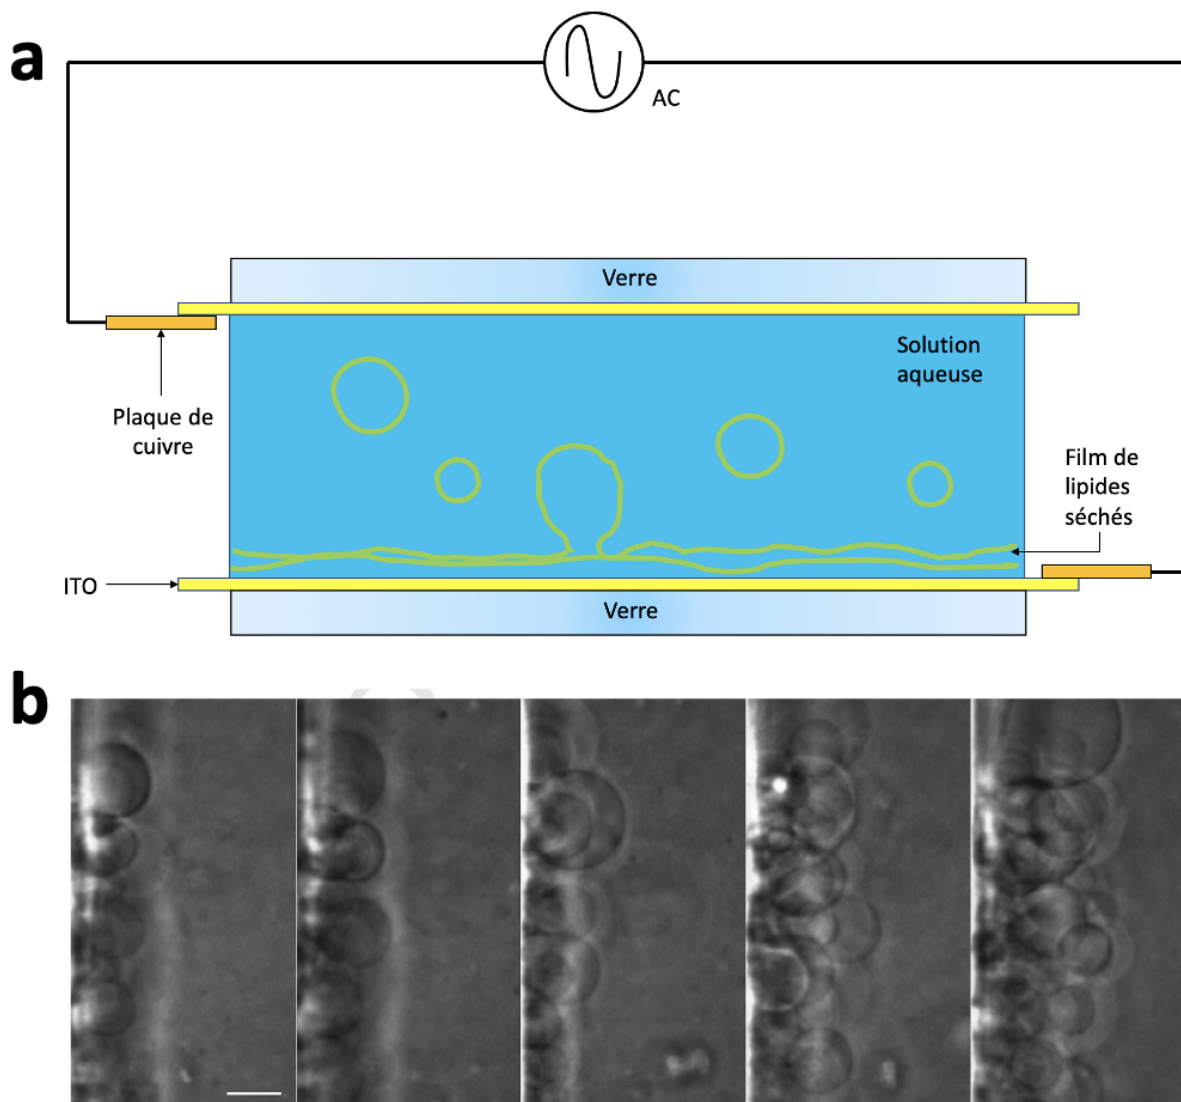 a
AC
Verre
Solution
aqueuse
Plaque de
cuivre
Film de
lipides
séchés
ITO
Verre
b